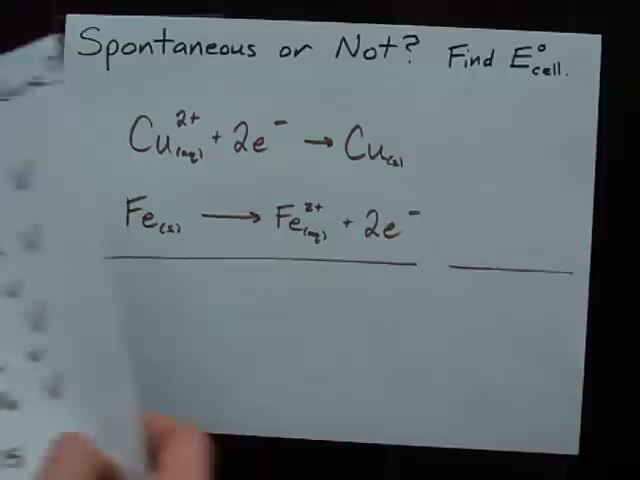 Spontaneous or Not? Find E°cell.
Cu²⁺(aq) + 2e⁻ → Cu(s)
Fe(s) → Fe²⁺(aq) + 2e⁻